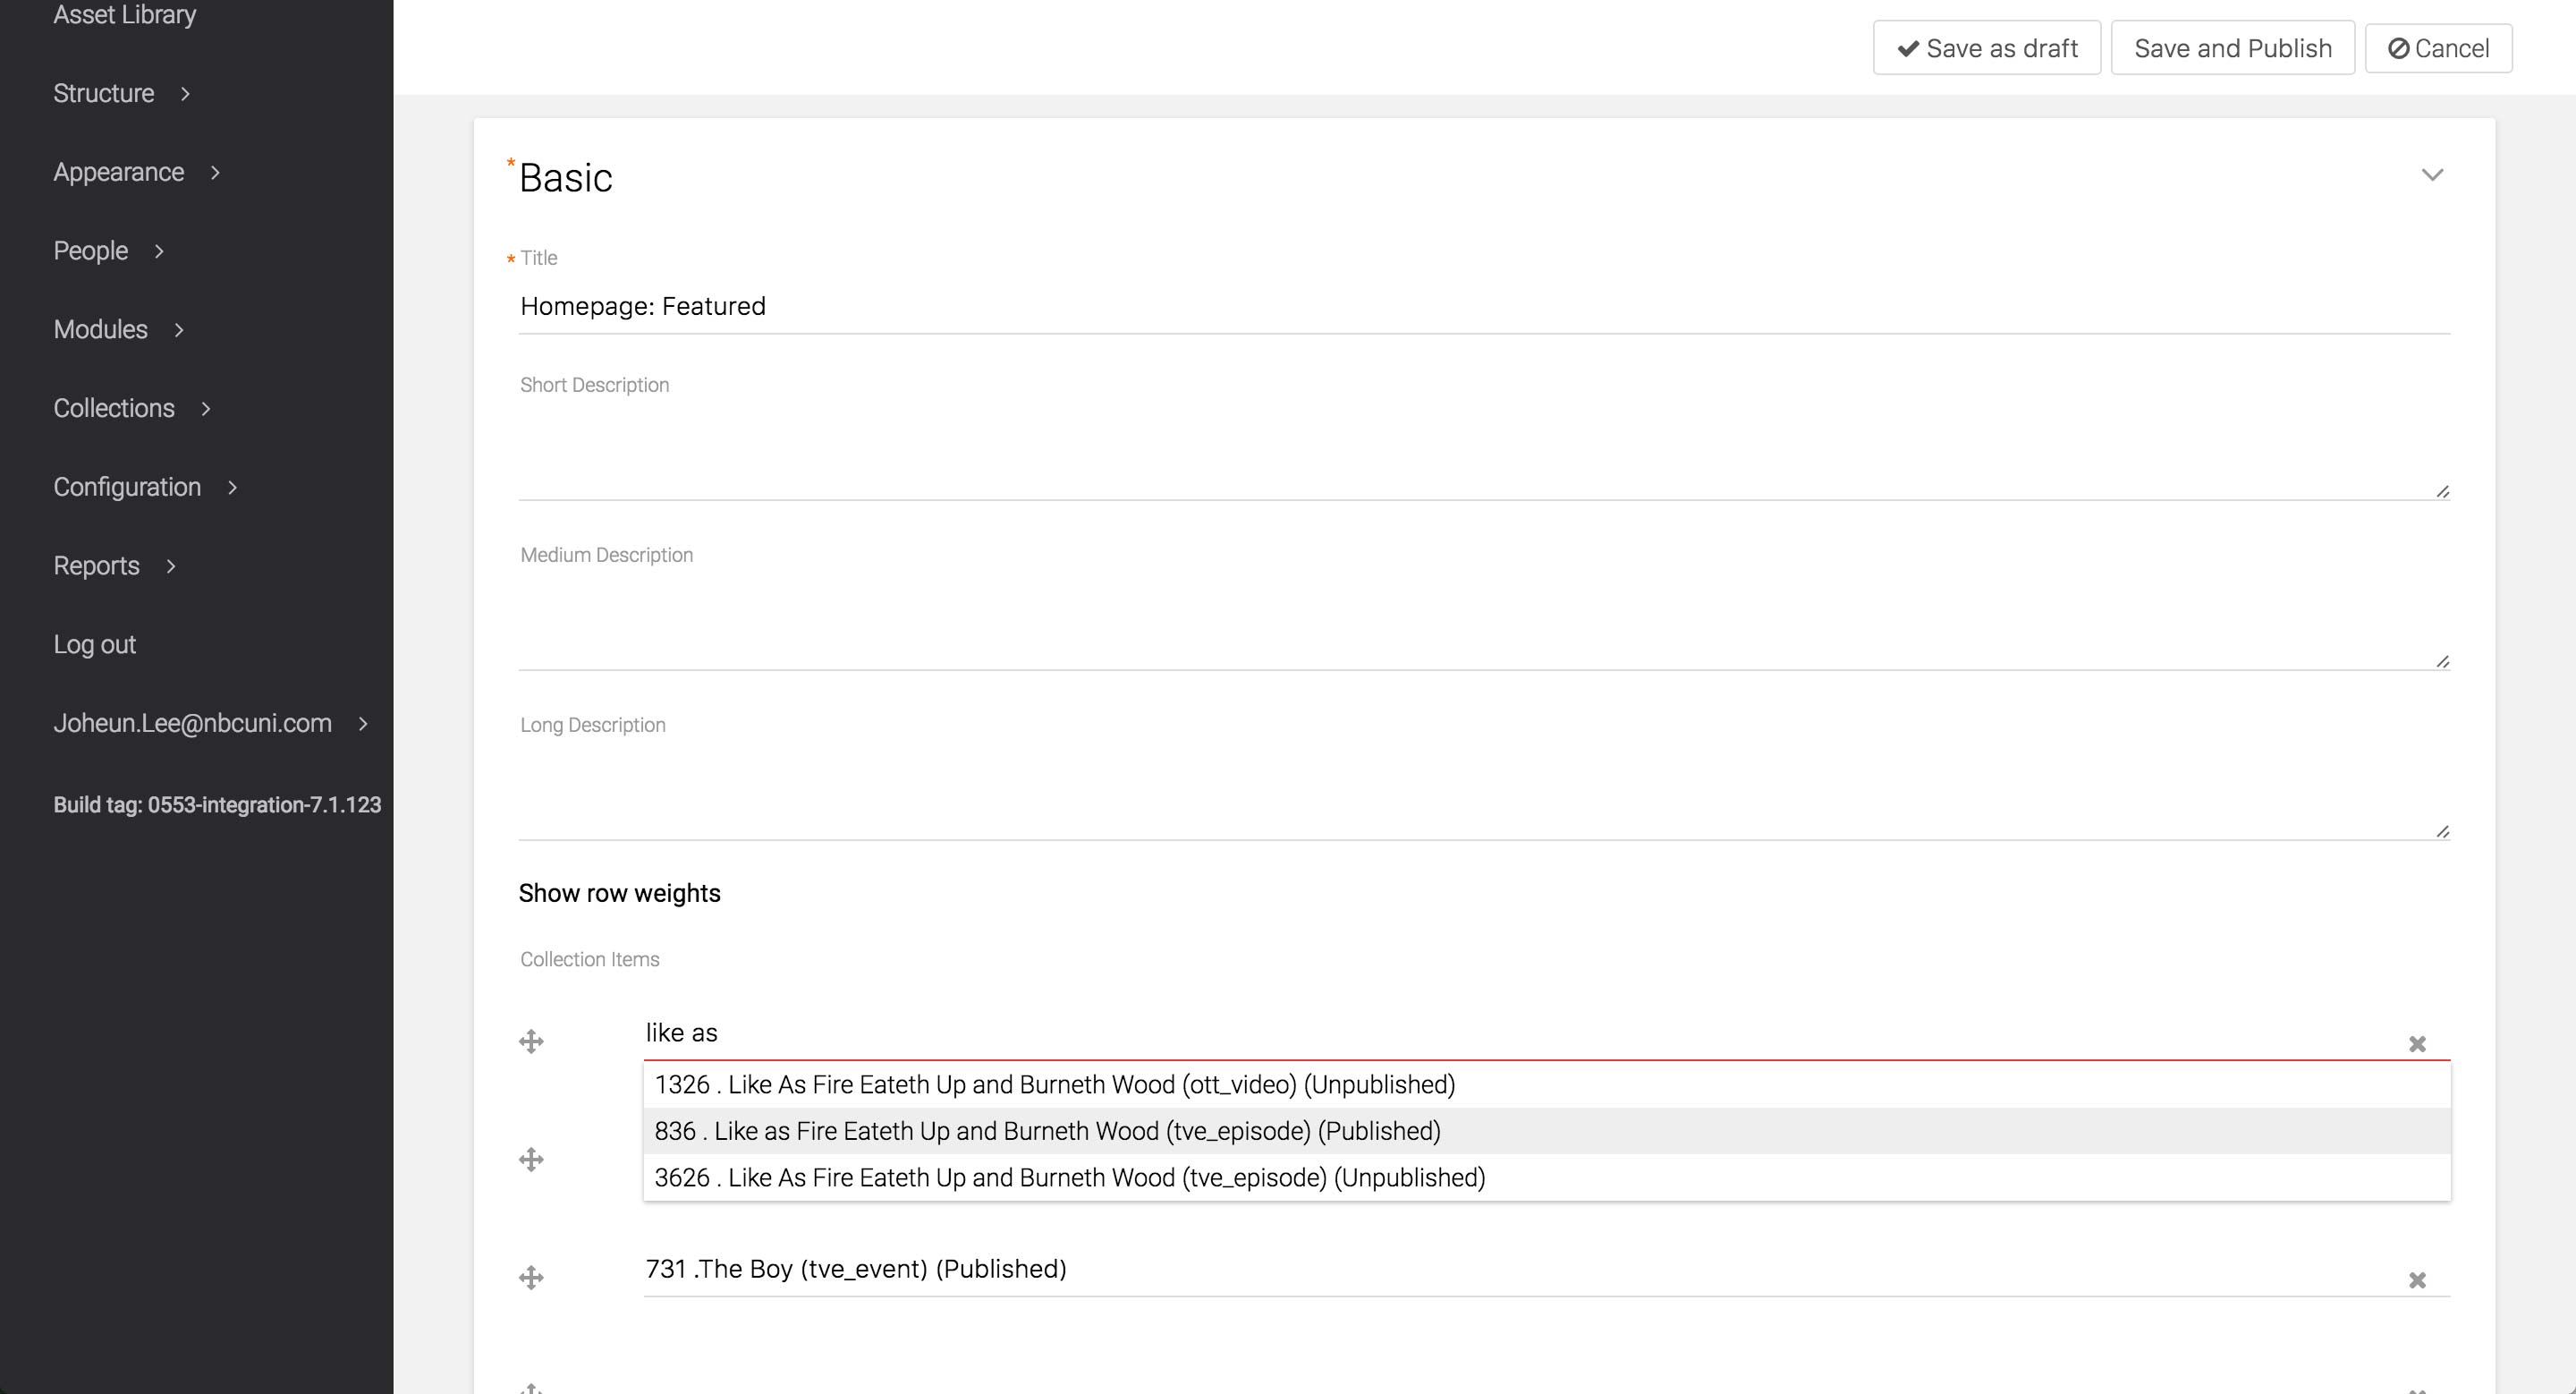 Asset Library
Structure
Appearance
People
Modules
Collections
Configuration
Reports
Log out
Joheun.Lee@nbcuni.com
Build tag: 0553-integration-7.1.123
Save as draft
Save and Publish
Cancel
* Basic
* Title
Homepage: Featured
Short Description
Medium Description
Long Description
Show row weights
Collection Items
like as
1326 . Like As Fire Eateth Up and Burneth Wood (ott_video) (Unpublished)
836 . Like as Fire Eateth Up and Burneth Wood (tve_episode) (Published)
3626 . Like As Fire Eateth Up and Burneth Wood (tve_episode) (Unpublished)
731 .The Boy (tve_event) (Published)